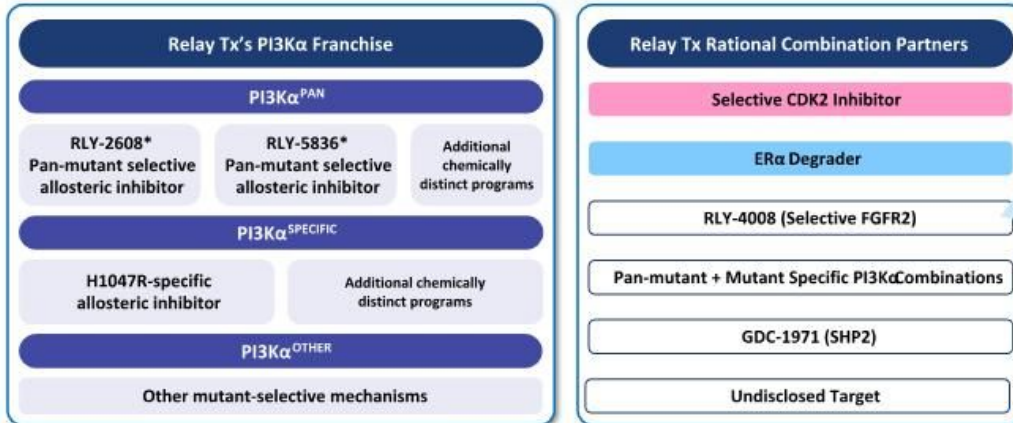 Relay Tx's PI3Kα Franchise
PI3Kα^PAN
RLY-2608*
Pan-mutant selective
allosteric inhibitor
RLY-5836*
Pan-mutant selective
allosteric inhibitor
Additional
chemically
distinct programs
PI3Kα^SPECIFIC
H1047R-specific
allosteric inhibitor
Additional chemically
distinct programs
PI3Kα^OTHER
Other mutant-selective mechanisms
Relay Tx Rational Combination Partners
Selective CDK2 Inhibitor
ERα Degrader
RLY-4008 (Selective FGFR2)
Pan-mutant + Mutant Specific PI3KαCombinations
GDC-1971 (SHP2)
Undisclosed Target